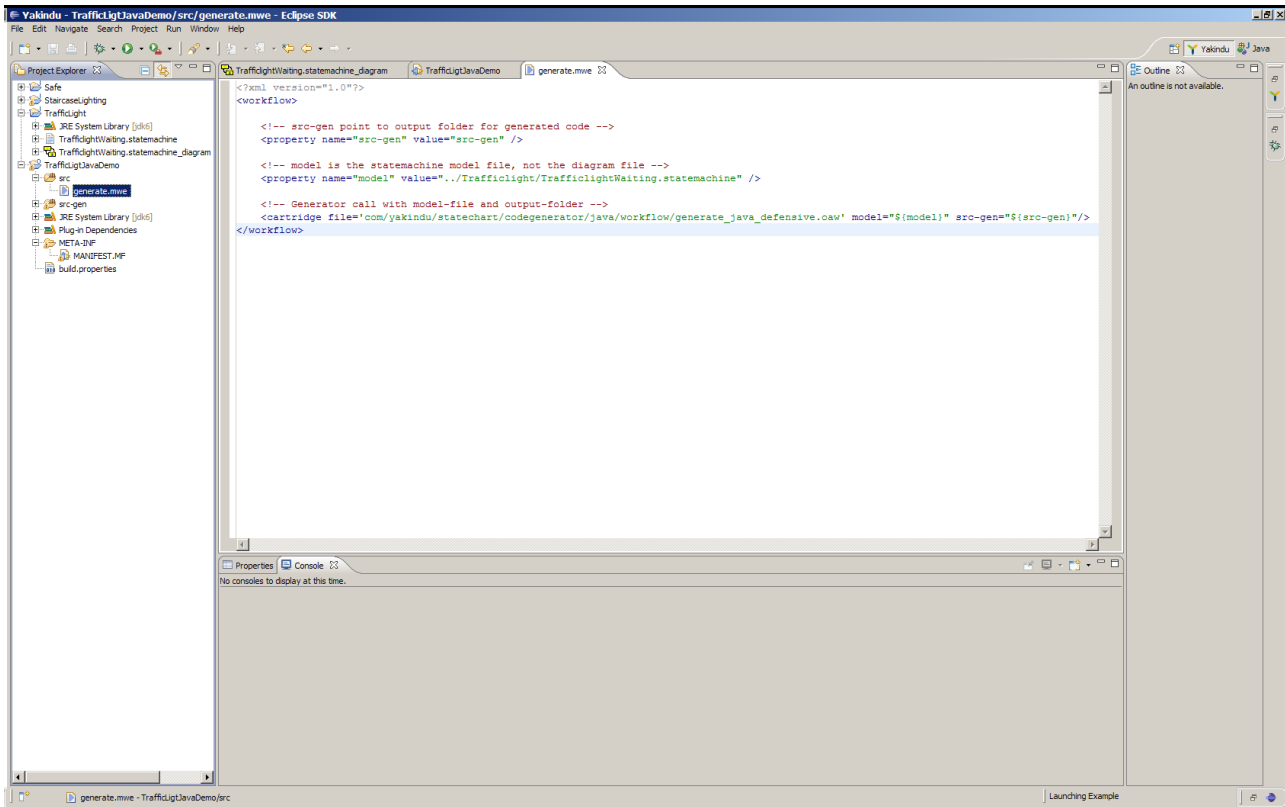 Yakindu - TrafficLigtJavaDemo/src/generate.mwe - Eclipse SDK
File Edit Navigate Search Project Run Window Help
Yakindu Java
Project Explorer
Safe
StaircaseLighting
TrafficLight
JRE System Library [jdk6]
TrafficlightWaiting.statemachine
TrafficlightWaiting.statemachine_diagram
TrafficLigtJavaDemo
src
generate.mwe
src-gen
JRE System Library [jdk6]
Plug-in Dependencies
META-INF
MANIFEST.MF
build.properties
TrafficlightWaiting.statemachine_diagram TrafficLigtJavaDemo generate.mwe
<?xml version="1.0"?>
<workflow>
<!-- src-gen point to output folder for generated code -->
<property name="src-gen" value="src-gen" />
<!-- model is the statemachine model file, not the diagram file -->
<property name="model" value="../Trafficlight/TrafficlightWaiting.statemachine" />
<!-- Generator call with model-file and output-folder -->
<cartridge file='com/yakindu/statechart/codegenerator/java/workflow/generate_java_defensive.oaw' model="${model}" src-gen="${src-gen}"/>
</workflow>
Outline
An outline is not available.
Properties Console
No consoles to display at this time.
generate.mwe - TrafficLigtJavaDemo/src
Launching Example